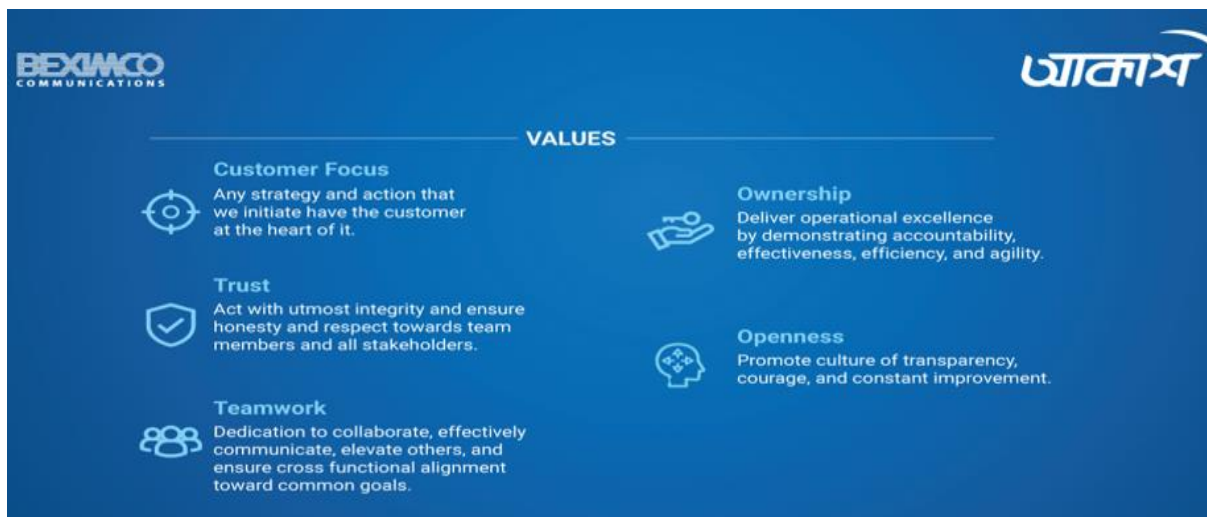 BEXIMCO
COMMUNICATIONS
আকাশ
VALUES
Customer Focus
Any strategy and action that
we initiate have the customer
at the heart of it.
Trust
Act with utmost integrity and ensure
honesty and respect towards team
members and all stakeholders.
Teamwork
Dedication to collaborate, effectively
communicate, elevate others, and
ensure cross functional alignment
toward common goals.
Ownership
Deliver operational excellence
by demonstrating accountability,
effectiveness, efficiency, and agility.
Openness
Promote culture of transparency,
courage, and constant improvement.